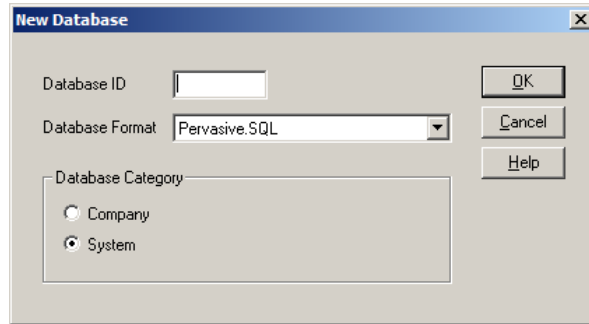 New Database
Database ID
OK
Database Format Pervasive.SQL
Cancel
Help
Database Category
Company
System